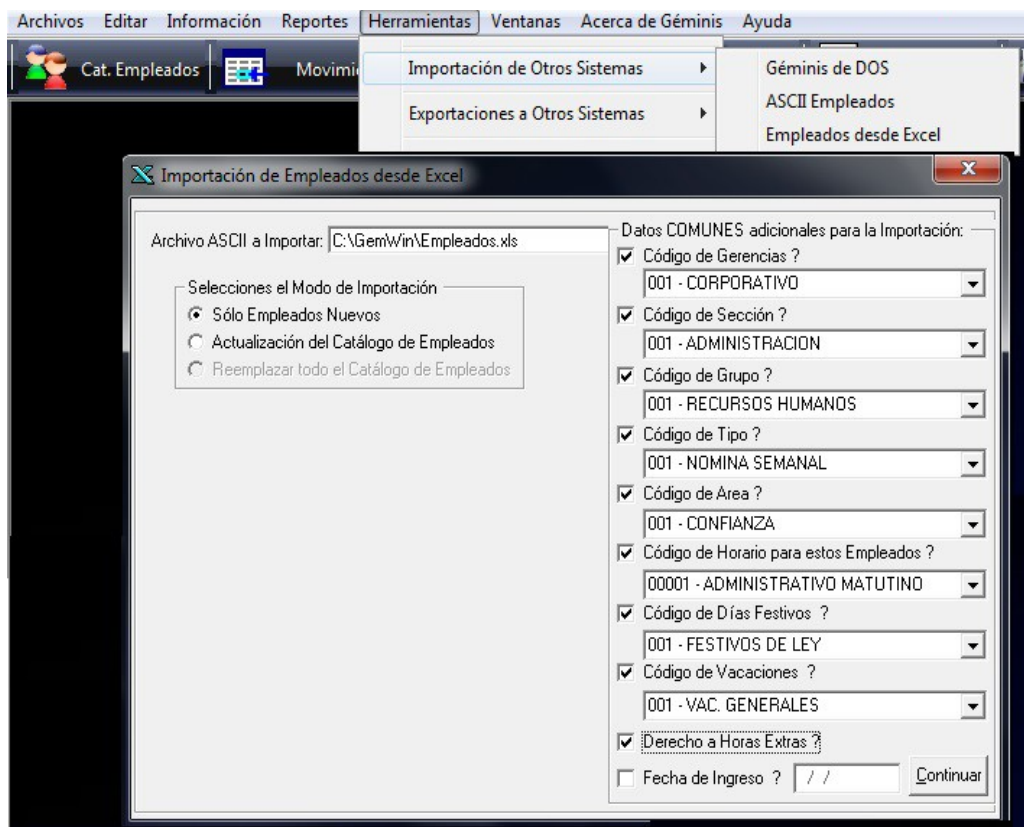 Archivos Editar Información Reportes Herramientas Ventanas Acerca de Géminis Ayuda
Cat. Empleados
Importación de Otros Sistemas
Exportaciones a Otros Sistemas
Géminis de DOS
ASCII Empleados
Empleados desde Excel
Importación de Empleados desde Excel
Archivo ASCII a Importar: C:\GemWin\Empleados.xls
Selecciones el Modo de Importación
Sólo Empleados Nuevos
Actualización del Catálogo de Empleados
Reemplazar todo el Catálogo de Empleados
Datos COMUNES adicionales para la Importación:
Código de Gerencias ?
001 - CORPORATIVO
Código de Sección ?
001 - ADMINISTRACION
Código de Grupo ?
001 - RECURSOS HUMANOS
Código de Tipo ?
001 - NOMINA SEMANAL
Código de Area ?
001 - CONFIANZA
Código de Horario para estos Empleados ?
00001 - ADMINISTRATIVO MATUTINO
Código de Días Festivos ?
001 - FESTIVOS DE LEY
Código de Vacaciones ?
001 - VAC. GENERALES
Derecho a Horas Extras ?
Fecha de Ingreso ? / / Continuar